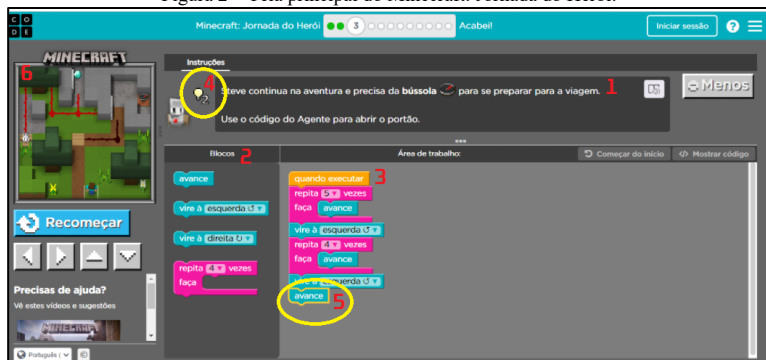 Figura 2 – Tela principal do Minecraft Jornada do Herói.
C O
D E
Minecraft: Jornada do Herói
3
Acabei!
Iniciar sessão
?
MINECRAFT
6
Instruções
4
2
Steve continua na aventura e precisa da bússola para se preparar para a viagem.
1
Use o código do Agente para abrir o portão.
Menos
Blocos
2
Área de trabalho:
Começar do início
</> Mostrar código
avance
vire à esquerda
vire à direita
repita 4 vezes
faça
quando executar
3
repita 5 vezes
faça avance
vire à esquerda
repita 4 vezes
faça avance
vire à esquerda
avance
5
Recomeçar
Precisas de ajuda?
Vê estes vídeos e sugestões
MINECRAFT
Português (
©